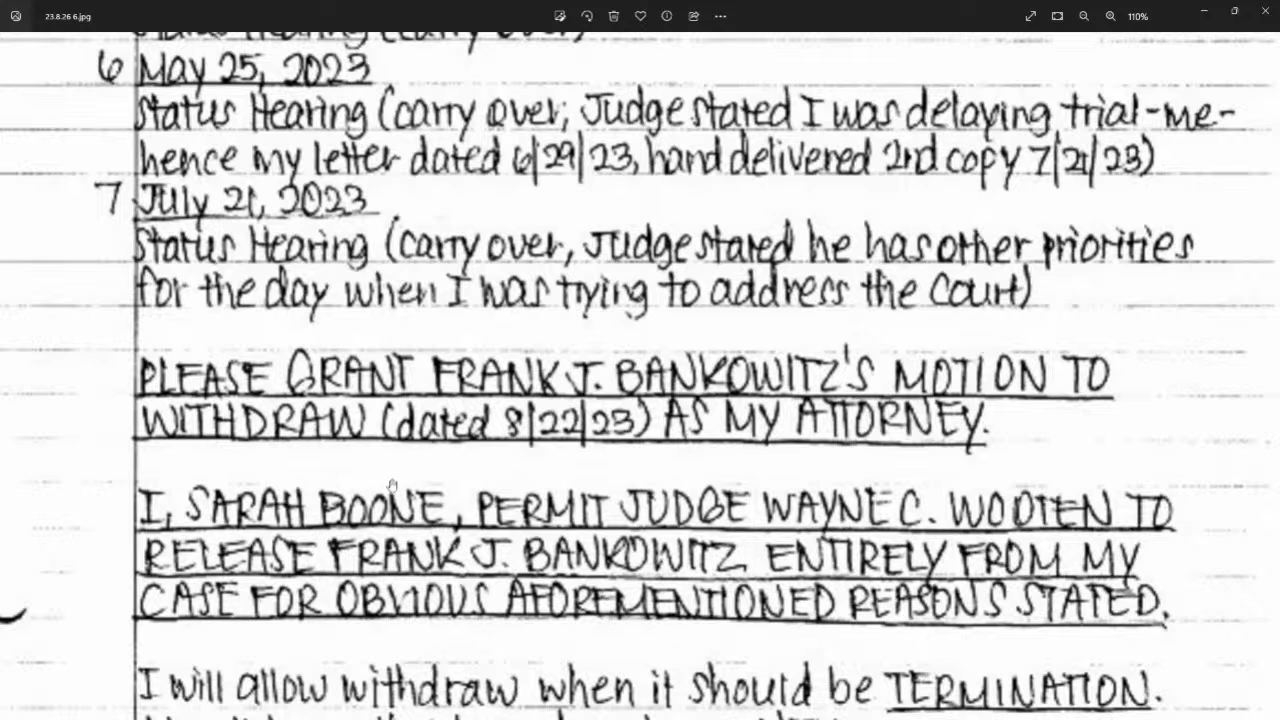 23.8.26 6.jpg
110%
Status Hearing (carry over)
6 May 25, 2023
Status Hearing (carry over, Judge stated I was delaying trial-me-
hence my letter dated 6/29/23, hand delivered 2nd copy 7/21/23)
7 July 21, 2023
Status Hearing (carry over, Judge stated he has other priorities
for the day when I was trying to address the Court)
PLEASE GRANT FRANK J. BANKOWITZ'S MOTION TO
WITHDRAW (dated 8/22/23) AS MY ATTORNEY.
I, SARAH BOONE, PERMIT JUDGE WAYNE C. WOOTEN TO
RELEASE FRANK J. BANKOWITZ ENTIRELY FROM MY
CASE FOR OBVIOUS AFOREMENTIONED REASONS STATED.
I will allow withdraw when it should be TERMINATION.